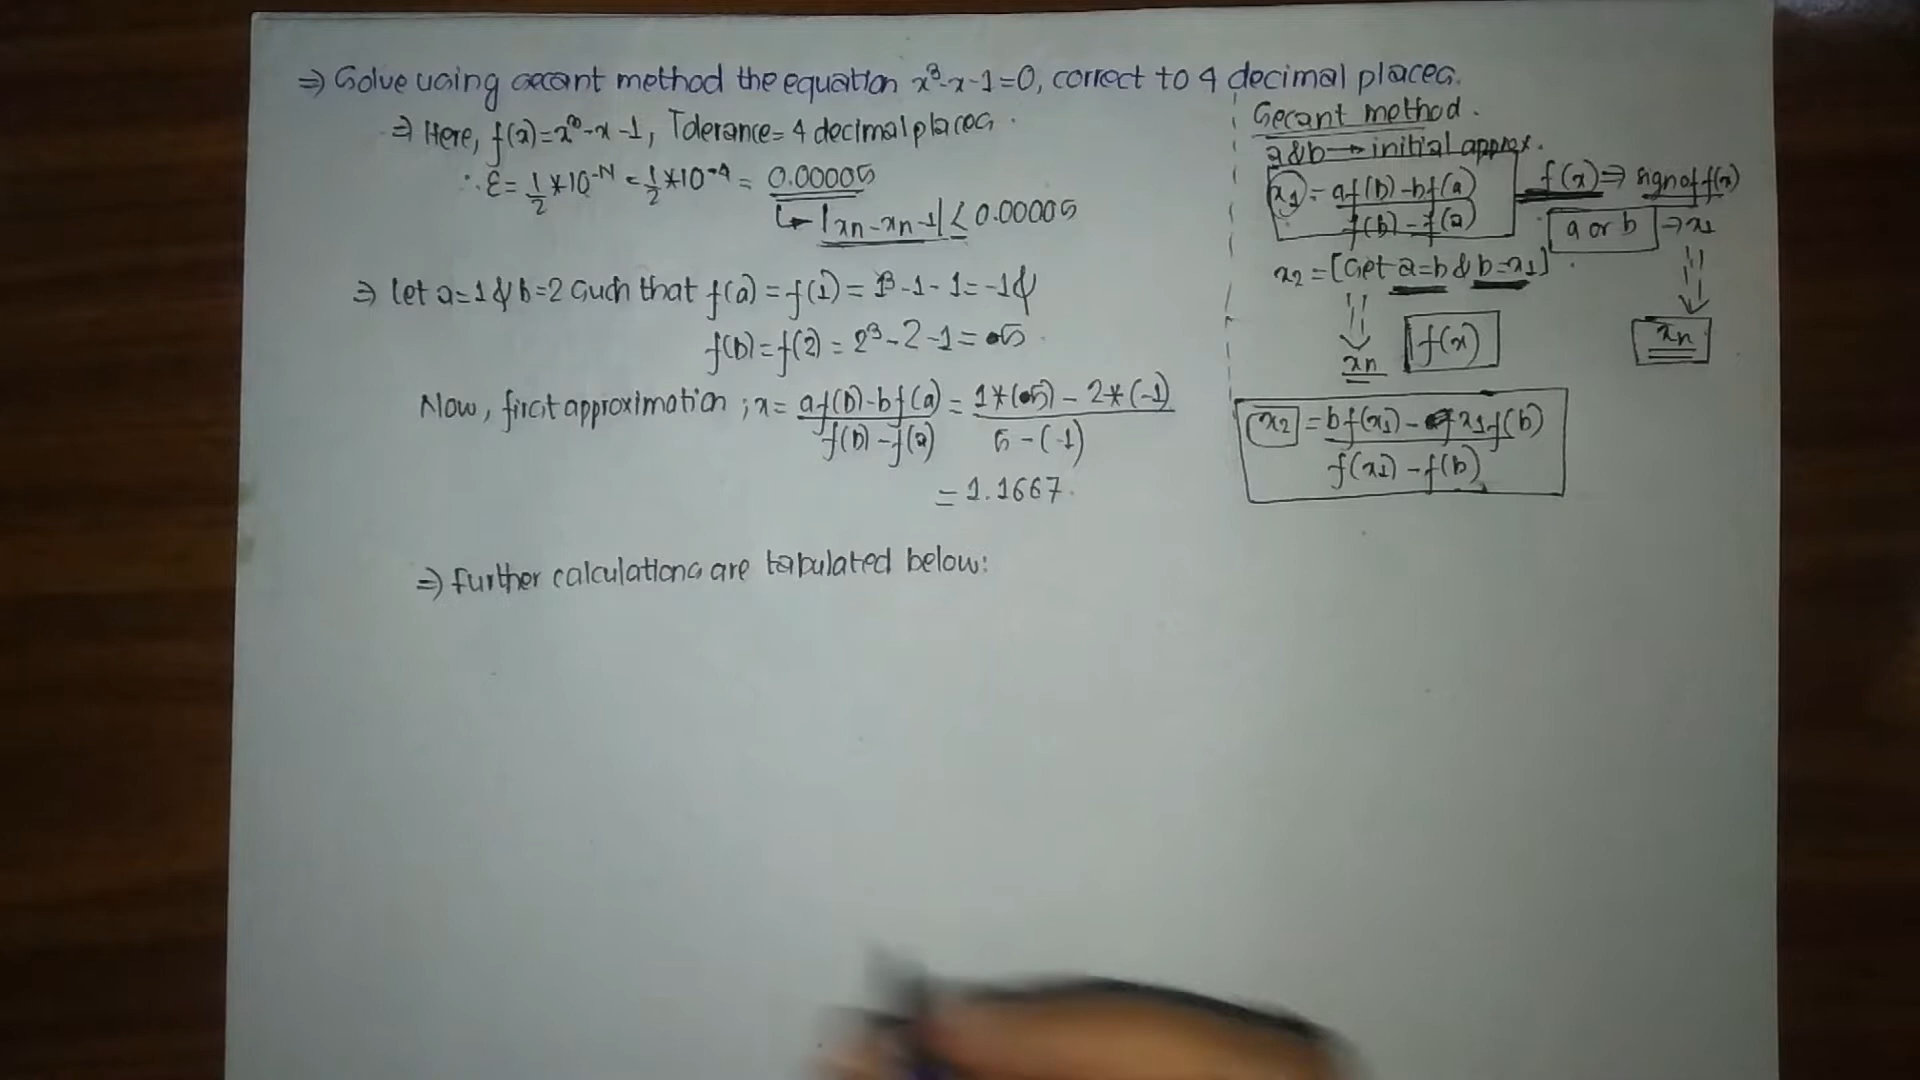 ⇒ Solve using secant method the equation x³-x-1=0, correct to 4 decimal places.
⇒ Here, f(x)=x³-x-1, Tolerance= 4 decimal places.
∴ ε= 1/2 *10^-N = 1/2 *10^-4 = 0.00005
↳ |xn-xn-1| < 0.00005
⇒ let a=1 & b=2 such that f(a)=f(1)= 1³-1-1=-1 &
f(b)=f(2)= 2³-2-1= 5
Now, first approximation ; x= af(b)-bf(a) / f(b)-f(a) = 1*(5) - 2*(-1) / 5-(-1)
= 1.1667.
⇒ further calculations are tabulated below:
Secant method.
a & b → initial approx.
x1 = af(b)-bf(a) / f(b)-f(a)
f(x) ⇒ sign of f(x)
a or b ⇒ x1
x2=[Set a=b & b=x1]
xn
f(x)
xn
x2 = bf(x1) - x1f(b) / f(x1)-f(b)